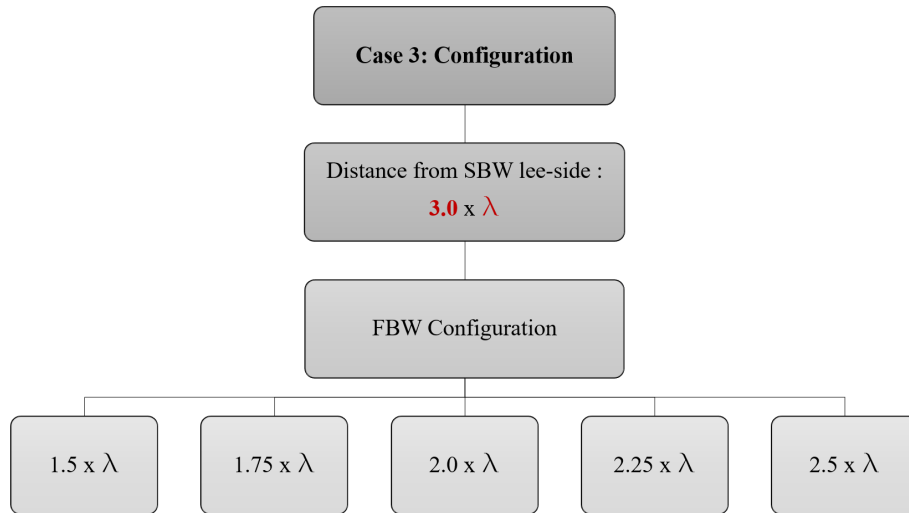 Case 3: Configuration
Distance from SBW lee-side :
3.0 x λ
FBW Configuration
1.5 x λ
1.75 x λ
2.0 x λ
2.25 x λ
2.5 x λ